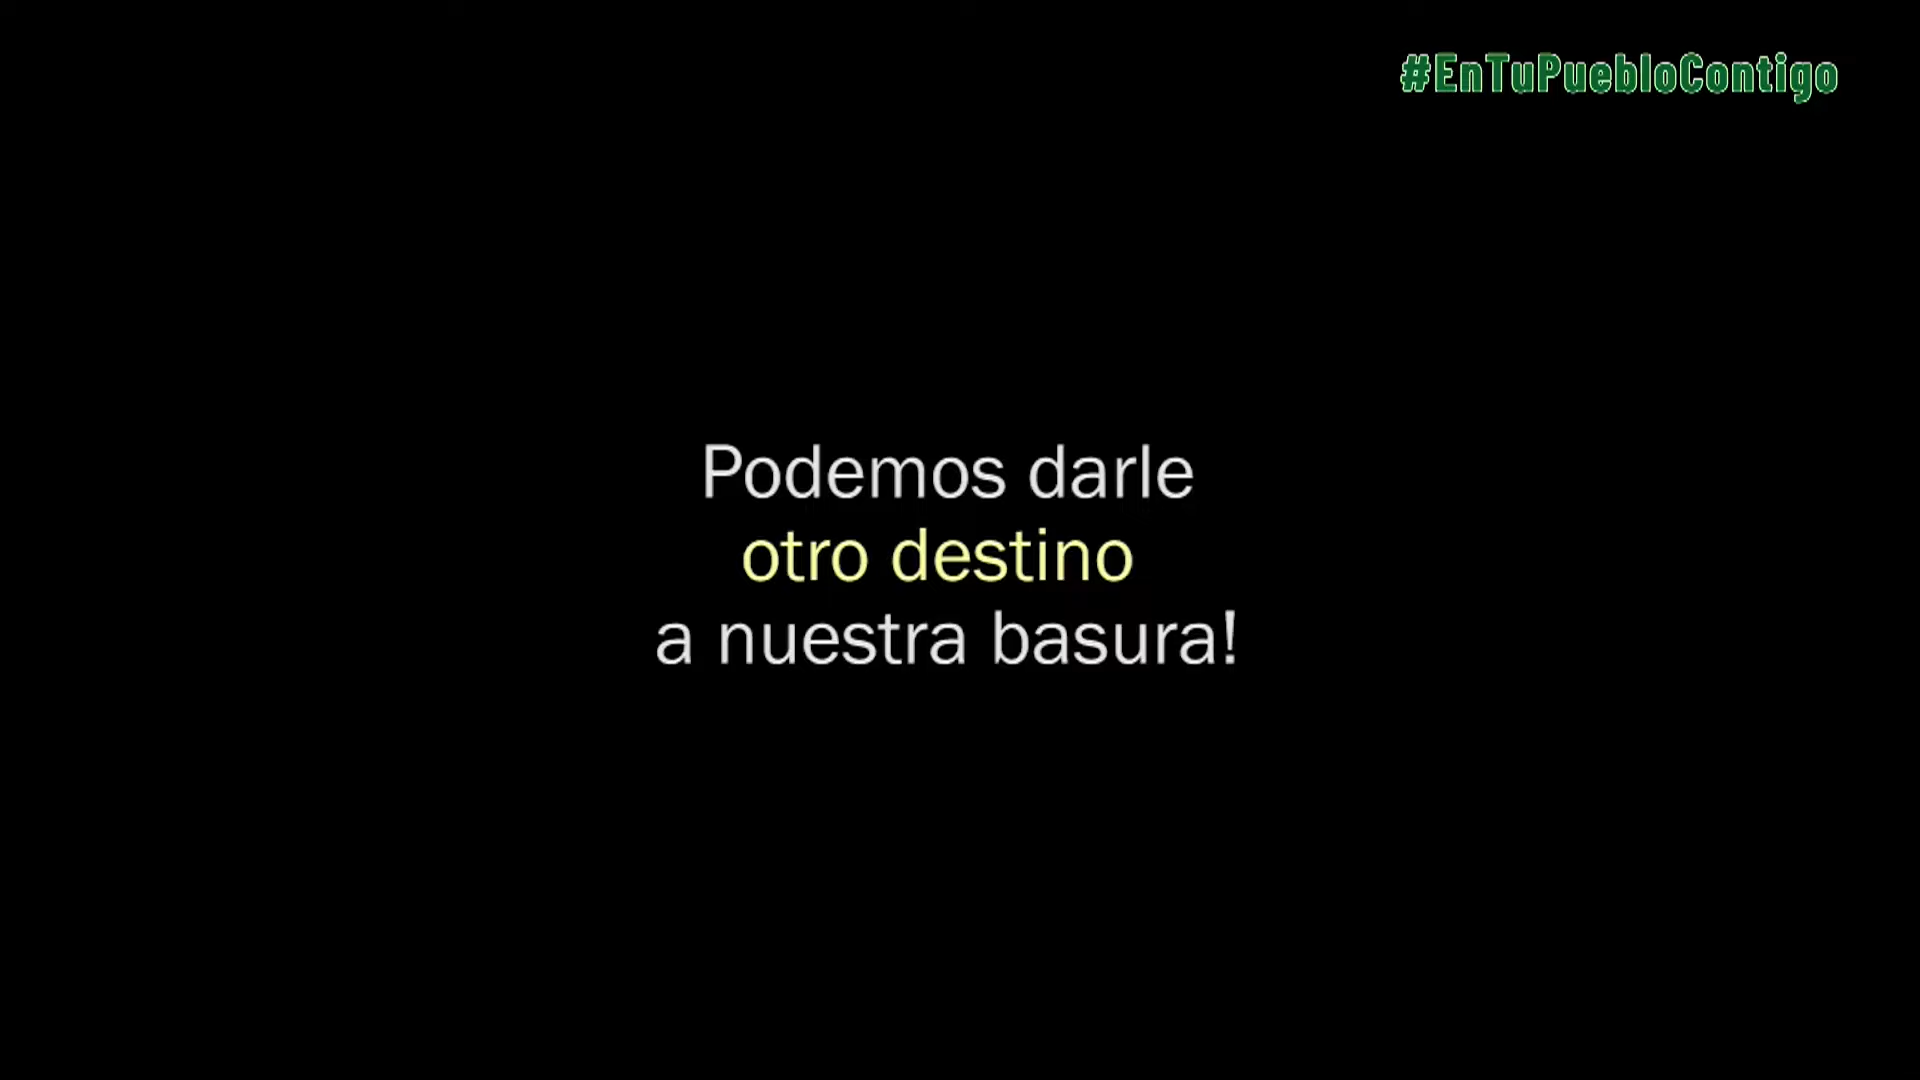 #EnTuPuebloContigo
Podemos darle
otro destino
a nuestra basura!